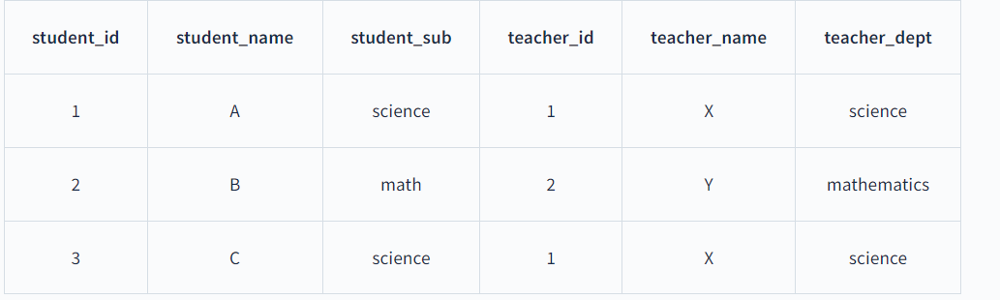 student_id student_name student_sub teacher_id teacher_name teacher_dept
1 A science 1 X science
2 B math 2 Y mathematics
3 C science 1 X science